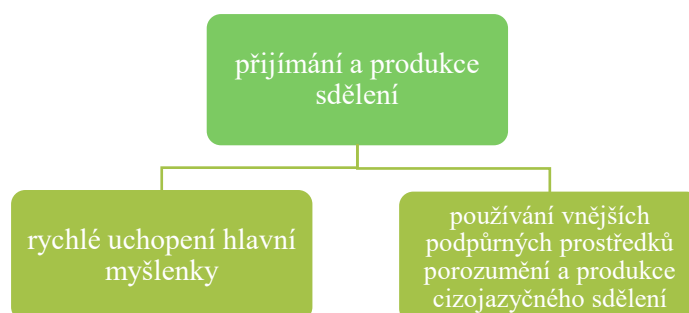 přijímání a produkce
sdělení
rychlé uchopení hlavní
myšlenky
používání vnějších
podpůrných prostředků
porozumění a produkce
cizojazyčného sdělení